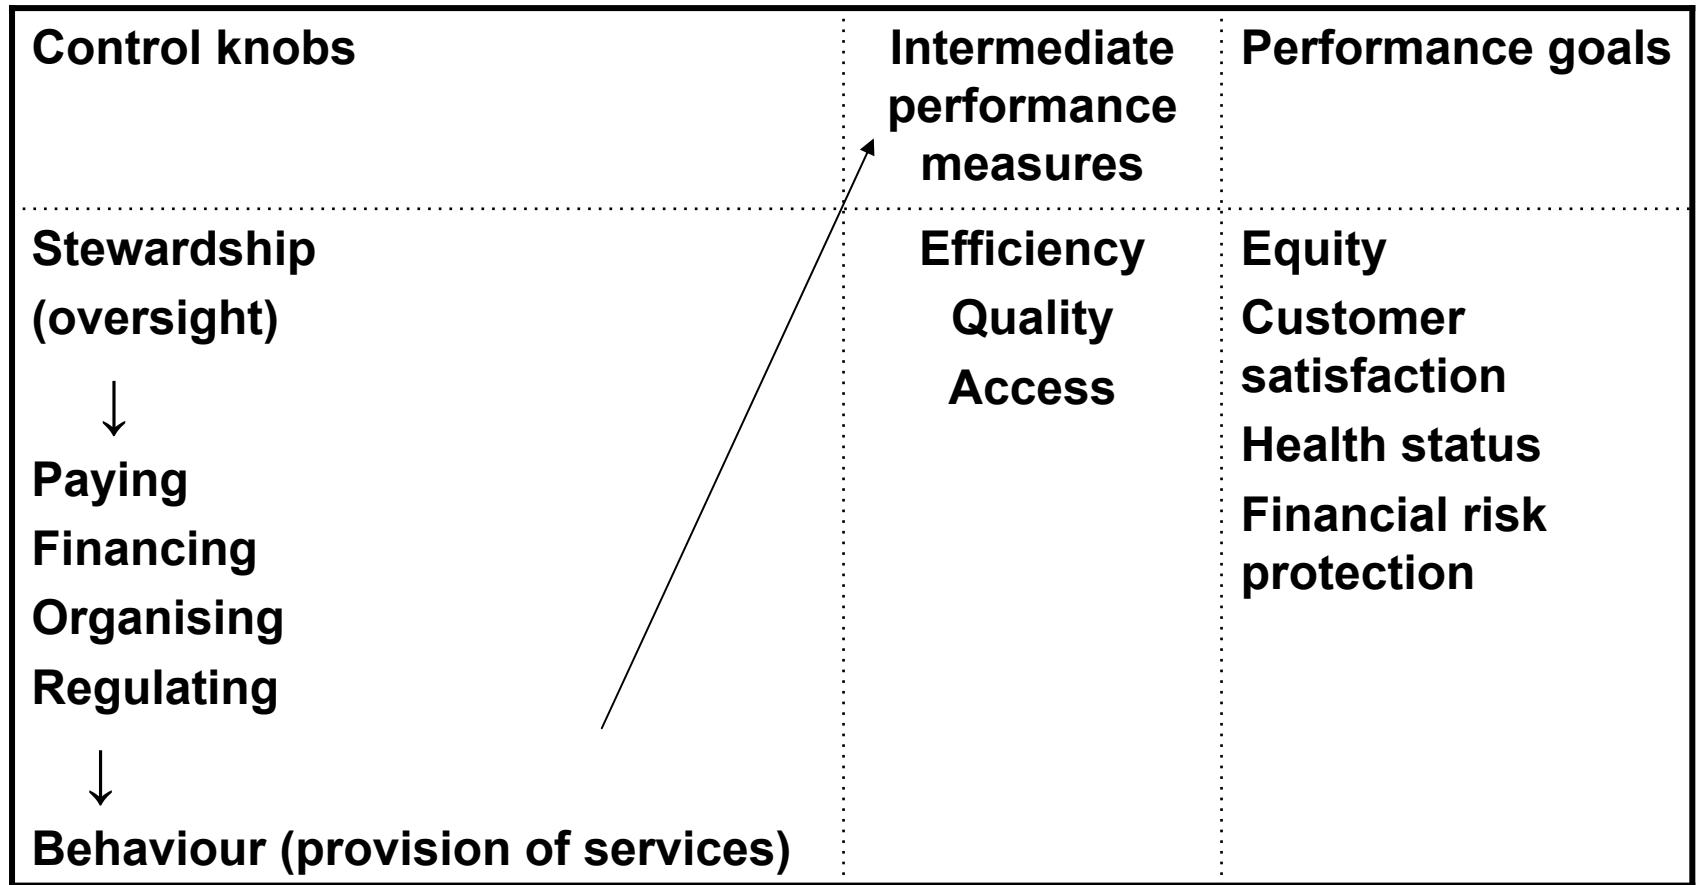 Control knobs
Intermediate
performance
measures
Performance goals
Stewardship
(oversight)
↓
Paying
Financing
Organising
Regulating
↓
Behaviour (provision of services)
Efficiency
Quality
Access
Equity
Customer
satisfaction
Health status
Financial risk
protection